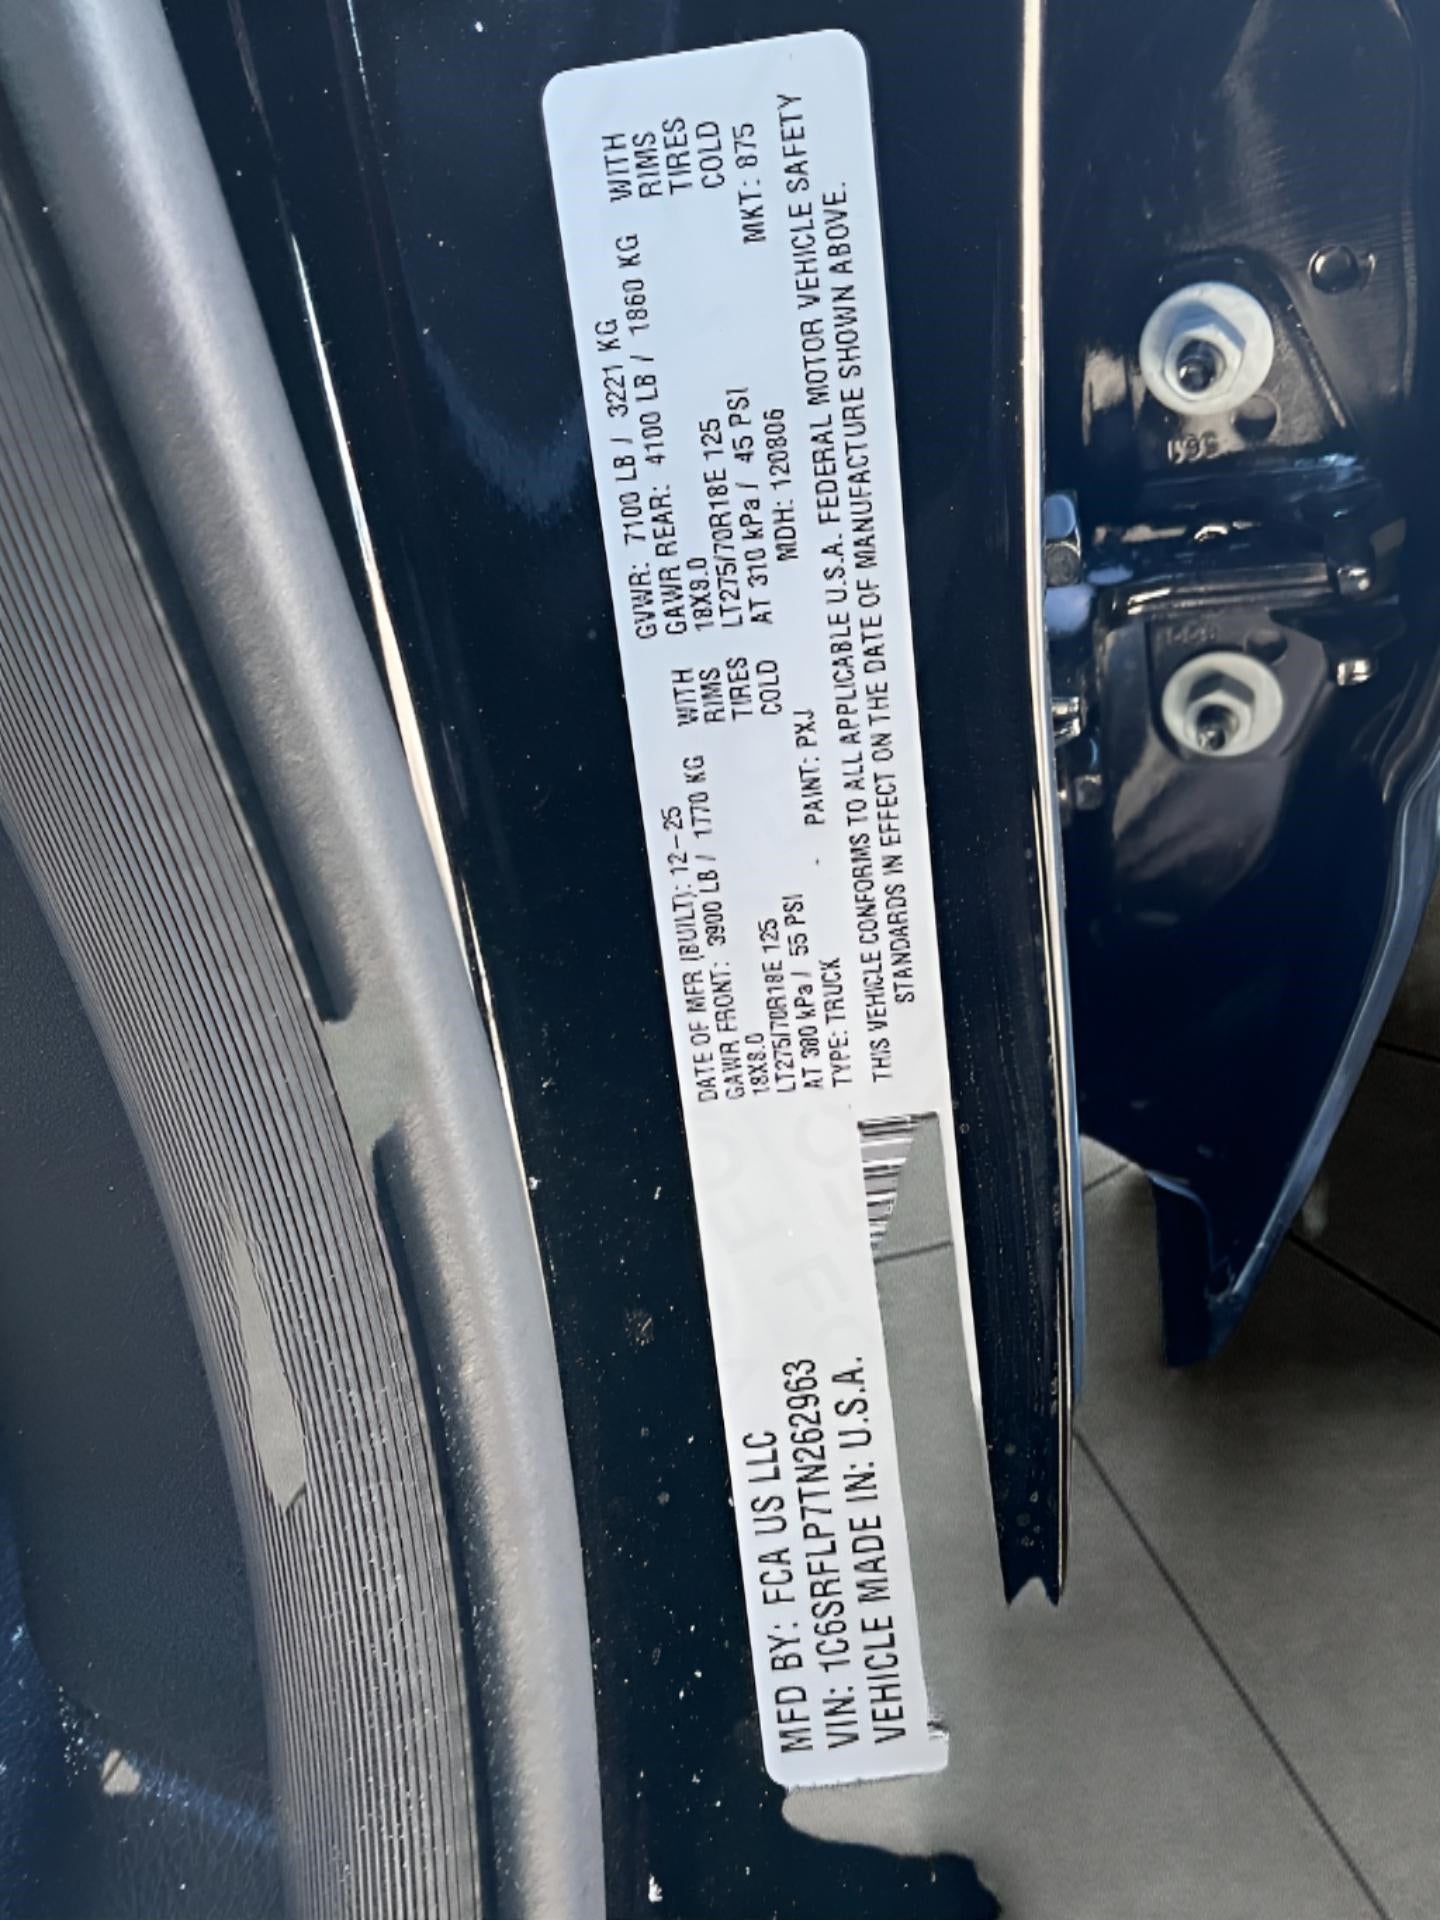 MFD BY: FCA US LLC
VIN: 1C6SRFLP7TN262963
VEHICLE MADE IN: U.S.A.
DATE OF MFR (BUILT): 12-25
GAWR FRONT: 3900 LB / 1770 KG WITH
18X8.0 RIMS
LT275/70R18E 125 TIRES
AT 380 kPa / 55 PSI COLD
TYPE: TRUCK
GVWR: 7100 LB / 3221 KG
GAWR REAR: 4100 LB / 1860 KG WITH
18X8.0 RIMS
LT275/70R18E 125 TIRES
AT 310 kPa / 45 PSI COLD
PAINT: PXJ MDH: 120806 MKT: 875
THIS VEHICLE CONFORMS TO ALL APPLICABLE U.S.A. FEDERAL MOTOR VEHICLE SAFETY
STANDARDS IN EFFECT ON THE DATE OF MANUFACTURE SHOWN ABOVE.